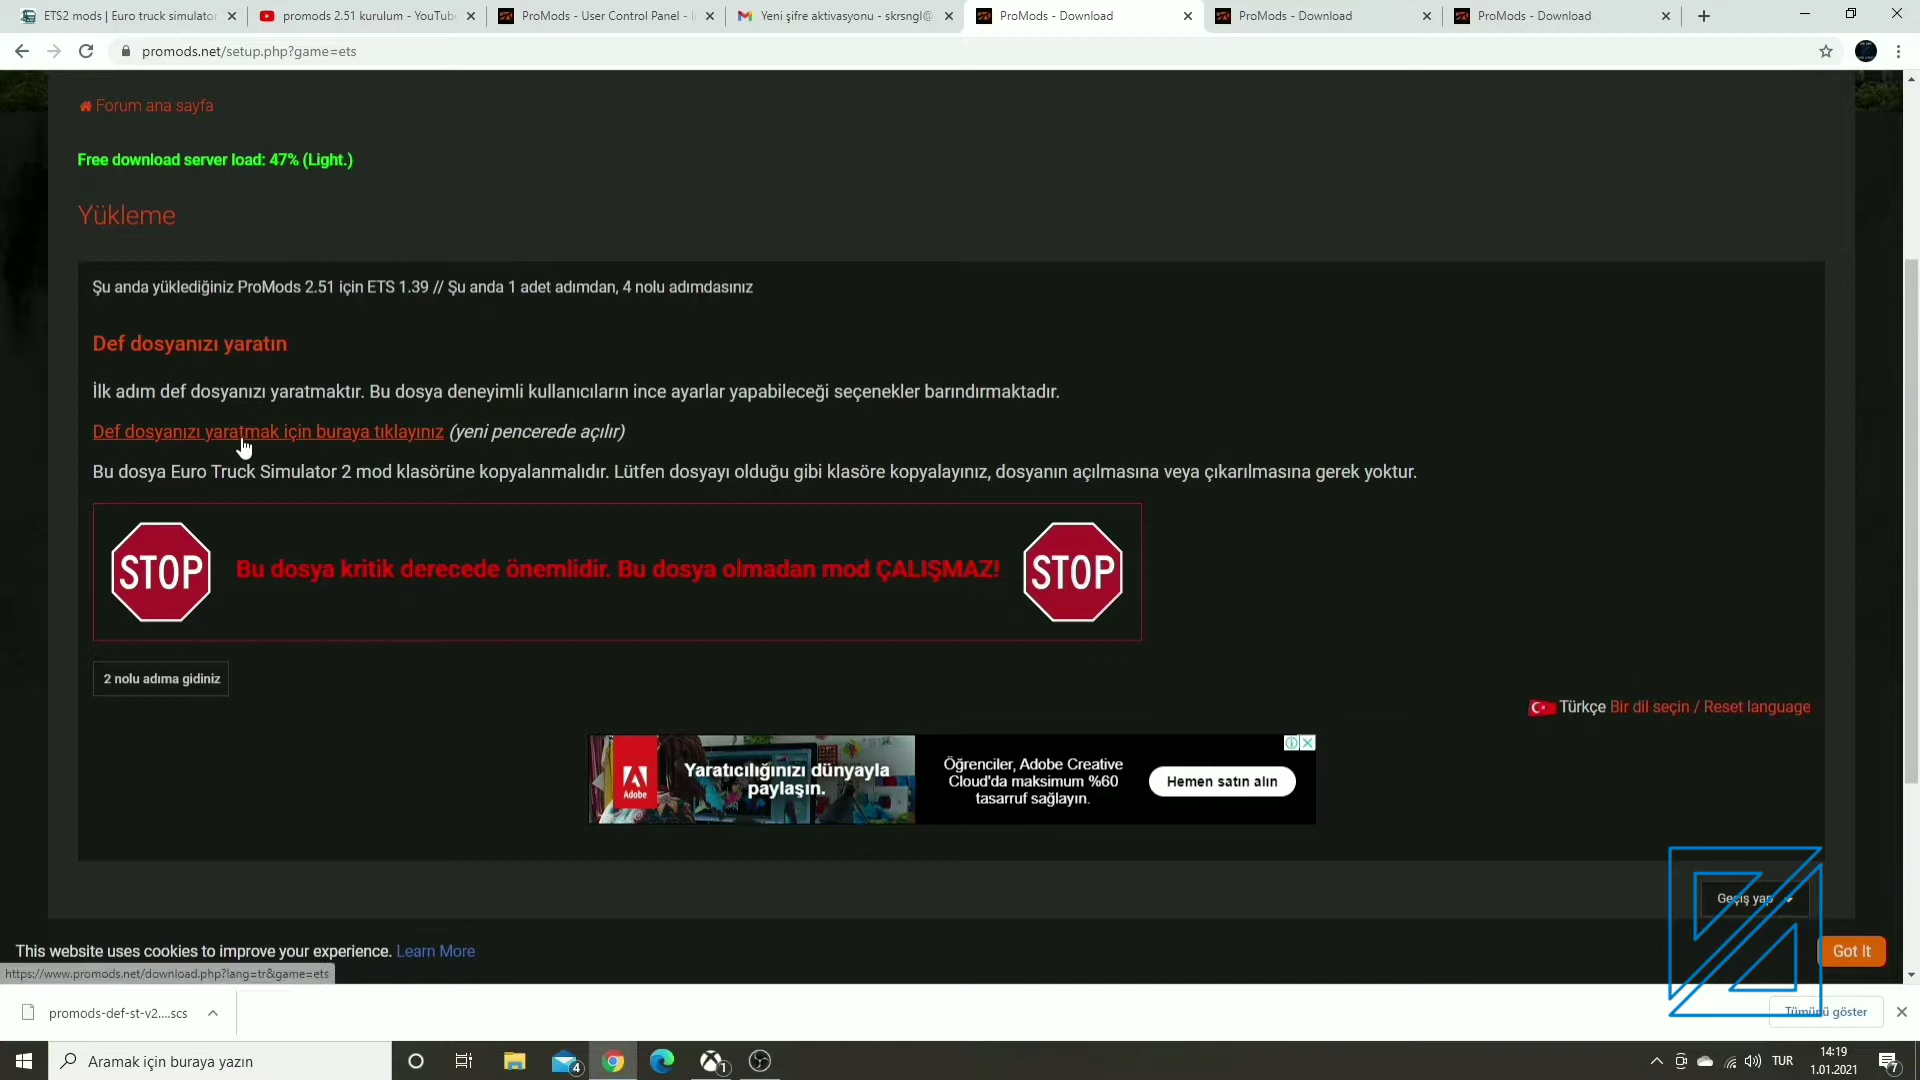 ETS2 mods | Euro truck simulator
promods 2.51 kurulum - YouTube
ProMods - User Control Panel - İ
Yeni şifre aktivasyonu - skrsngl@
ProMods - Download
ProMods - Download
ProMods - Download
promods.net/setup.php?game=ets
Forum ana sayfa
Free download server load: 47% (Light.)
Yükleme
Şu anda yüklediğiniz ProMods 2.51 için ETS 1.39 // Şu anda 1 adet adımdan, 4 nolu adımdasınız
Def dosyanızı yaratın
İlk adım def dosyanızı yaratmaktır. Bu dosya deneyimli kullanıcıların ince ayarlar yapabileceği seçenekler barındırmaktadır.
Def dosyanızı yaratmak için buraya tıklayınız (yeni pencerede açılır)
Bu dosya Euro Truck Simulator 2 mod klasörüne kopyalanmalıdır. Lütfen dosyayı olduğu gibi klasöre kopyalayınız, dosyanın açılmasına veya çıkarılmasına gerek yoktur.
STOP Bu dosya kritik derecede önemlidir. Bu dosya olmadan mod ÇALIŞMAZ! STOP
2 nolu adıma gidiniz
Türkçe Bir dil seçin / Reset language
Adobe
Yaratıcılığınızı dünyayla
paylaşın.
Öğrenciler, Adobe Creative
Cloud'da maksimum %60
tasarruf sağlayın.
Hemen satın alın
Geçiş yap
This website uses cookies to improve your experience. Learn More
Got It
https://www.promods.net/download.php?lang=tr&game=ets
promods-def-st-v2....scs
Tümünü göster
Aramak için buraya yazın
4
1
TUR
14:19
1.01.2021
7